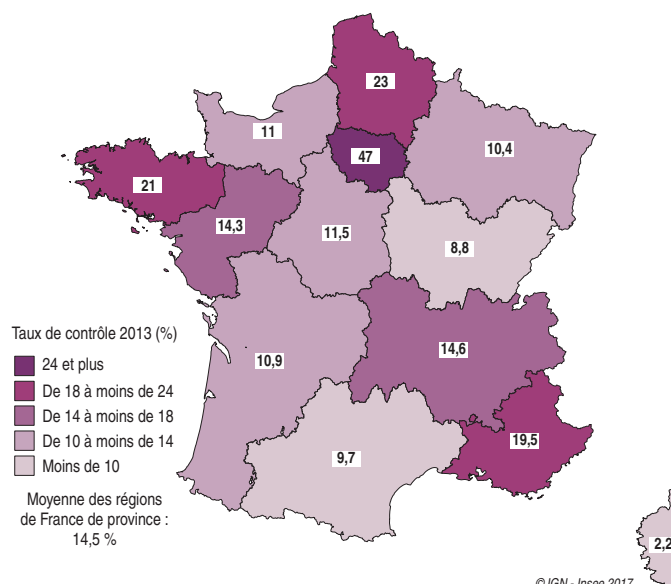 23
11
47
10,4
21
14,3
11,5
8,8
Taux de contrôle 2013 (%)
24 et plus
De 18 à moins de 24
De 14 à moins de 18
De 10 à moins de 14
Moins de 10
10,9
14,6
19,5
9,7
Moyenne des régions
de France de province :
14,5 %
2,2
© IGN - Insee 2017